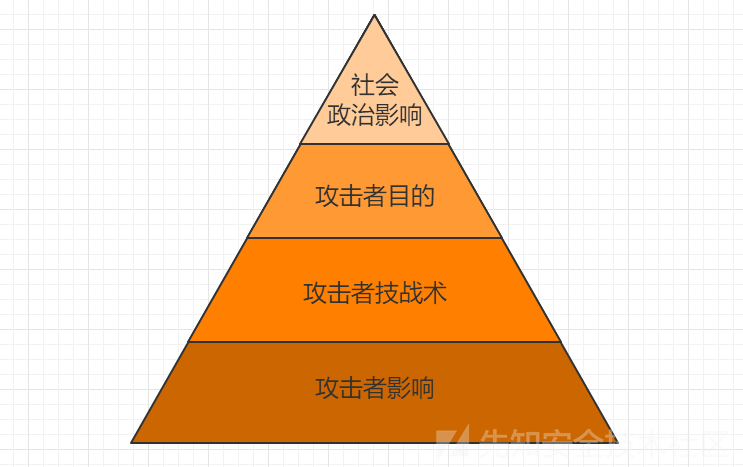 社会
政治影响
攻击者目的
攻击者技战术
攻击者影响
先知安全技术社区